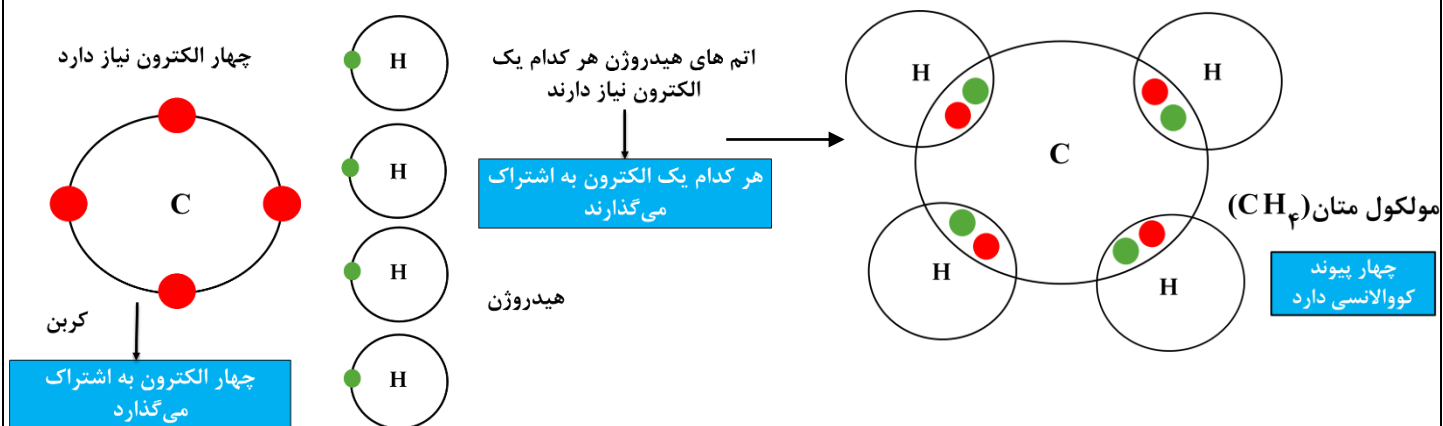 چهار الکترون نیاز دارد
C
کربن
چهار الکترون به اشتراک
می‌گذارد
H
H
H
H
هیدروژن
اتم های هیدروژن هر کدام یک
الکترون نیاز دارند
هر کدام یک الکترون به اشتراک
می‌گذارند
H
H
C
H
H
مولکول متان(CH۴)
چهار پیوند
کووالانسی دارد